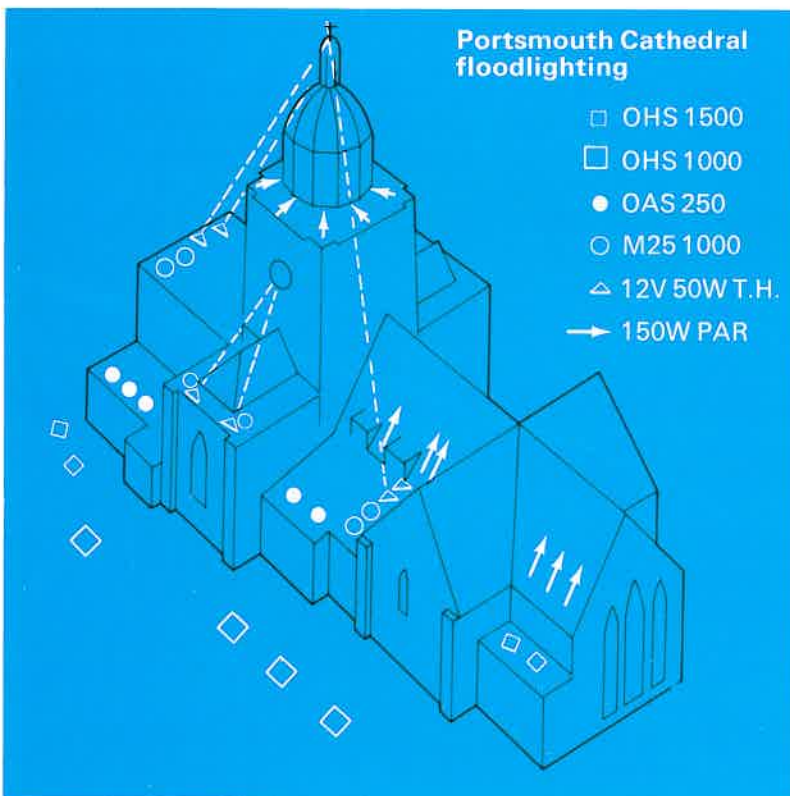 Portsmouth Cathedral
floodlighting
OHS 1500
OHS 1000
OAS 250
M25 1000
12V 50W T.H.
150W PAR